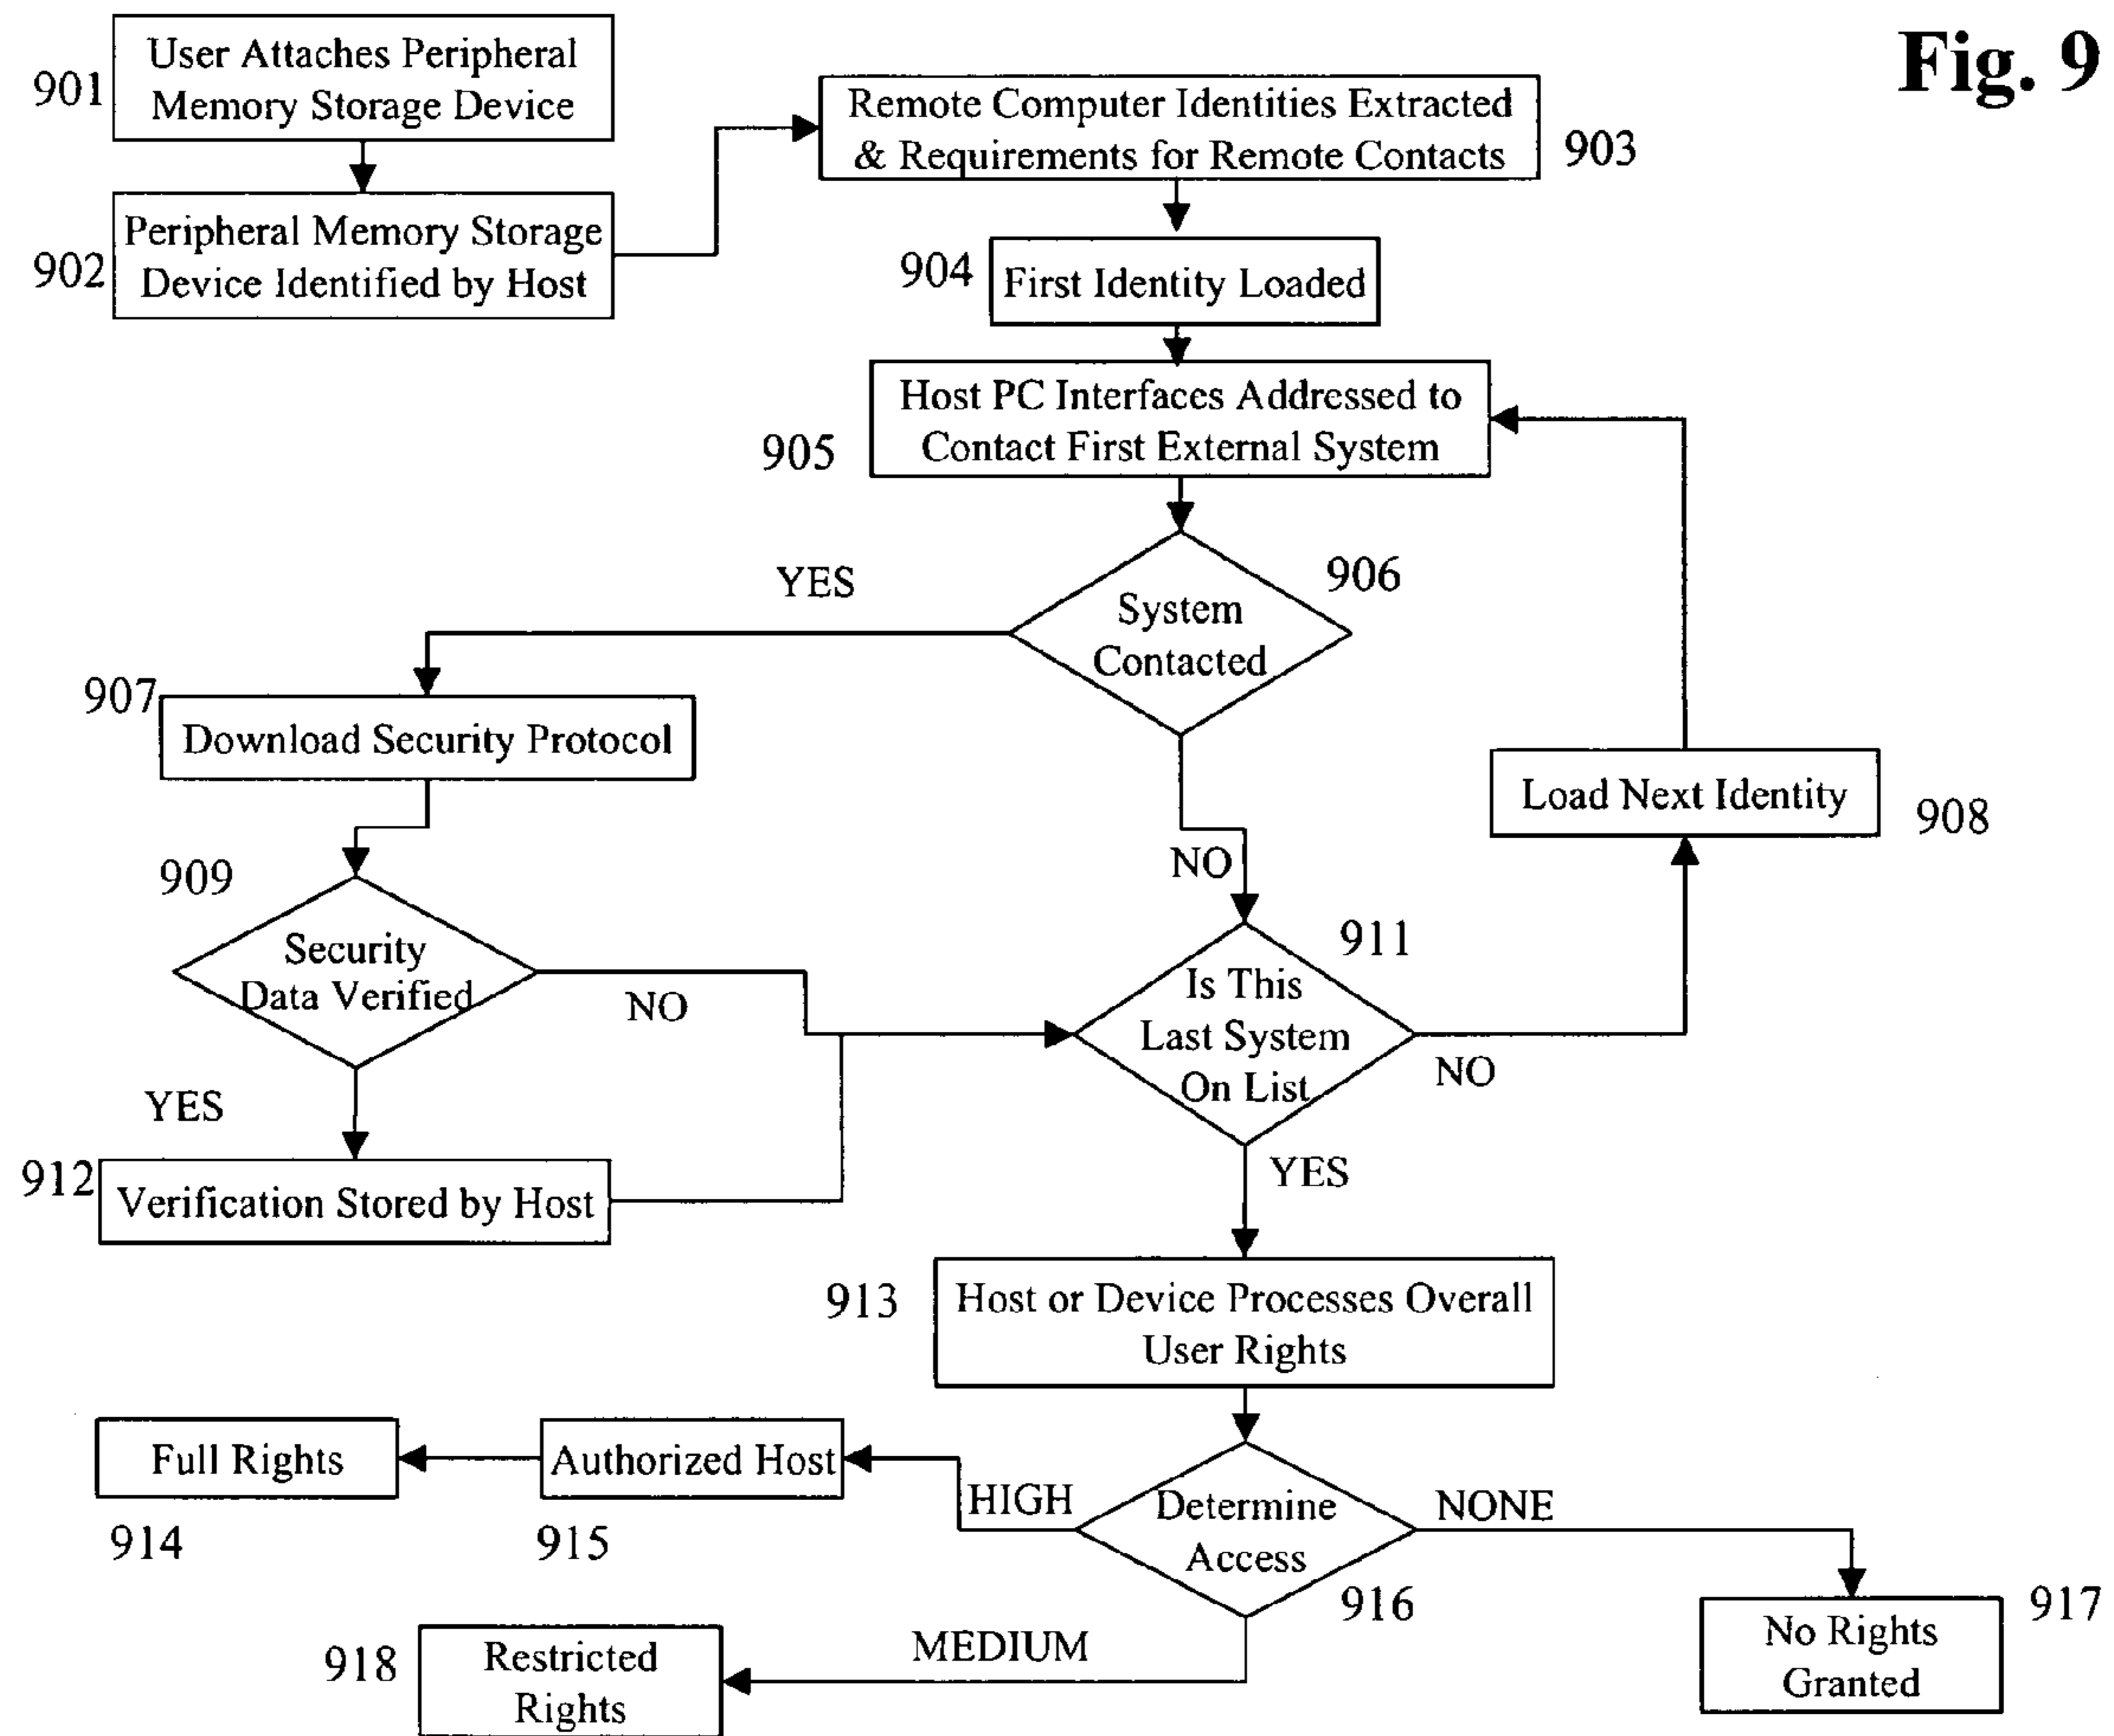 Fig. 9
901
User Attaches Peripheral
Memory Storage Device
902
Peripheral Memory Storage
Device Identified by Host
Remote Computer Identities Extracted
& Requirements for Remote Contacts
903
904
First Identity Loaded
905
Host PC Interfaces Addressed to
Contact First External System
906
System
Contacted
YES
NO
907
Download Security Protocol
Load Next Identity
908
909
Security
Data Verified
NO
YES
911
Is This
Last System
On List
NO
YES
912
Verification Stored by Host
913
Host or Device Processes Overall
User Rights
Full Rights
914
Authorized Host
915
HIGH
Determine
Access
916
NONE
MEDIUM
917
No Rights
Granted
918
Restricted
Rights